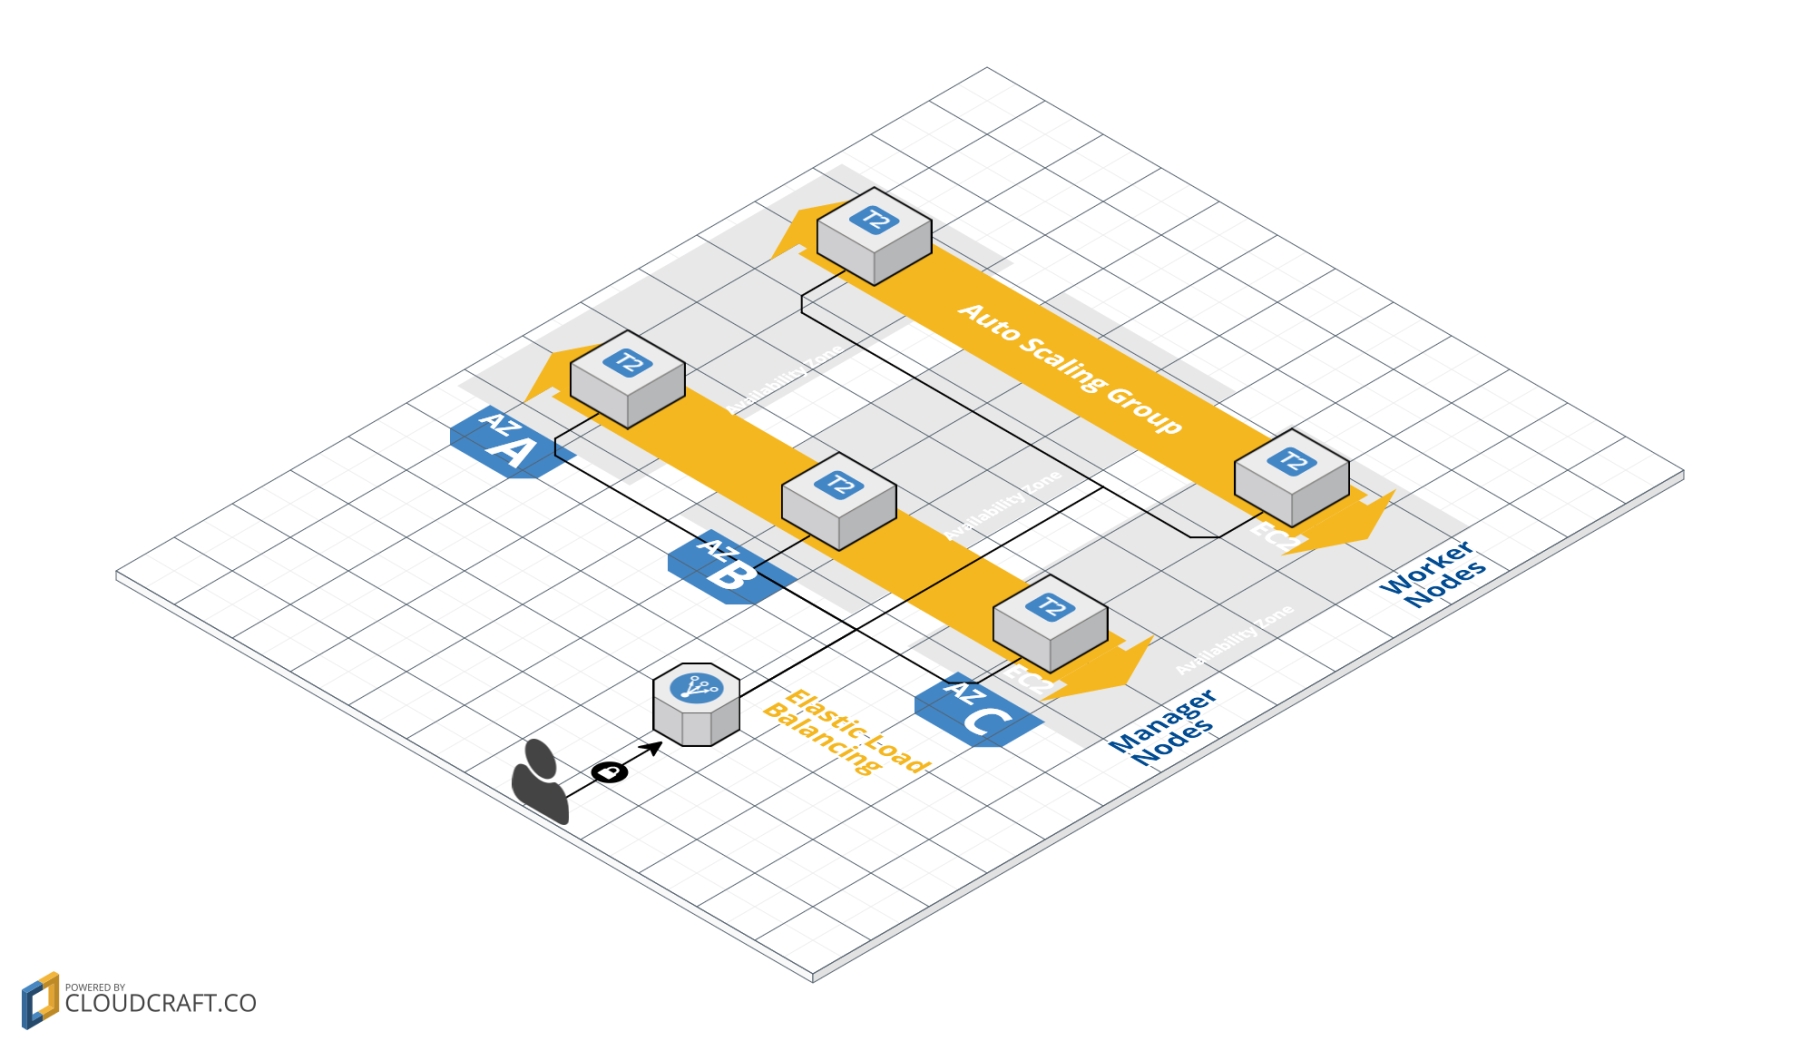 T2
Auto Scaling Group
T2
Availability Zone
AZ
A
T2
T2
EC2
Availability Zone
AZ
B
Worker
Nodes
T2
EC2
Availability Zone
AZ
C
Manager
Nodes
Elastic Load
Balancing
POWERED BY
CLOUDCRAFT.CO